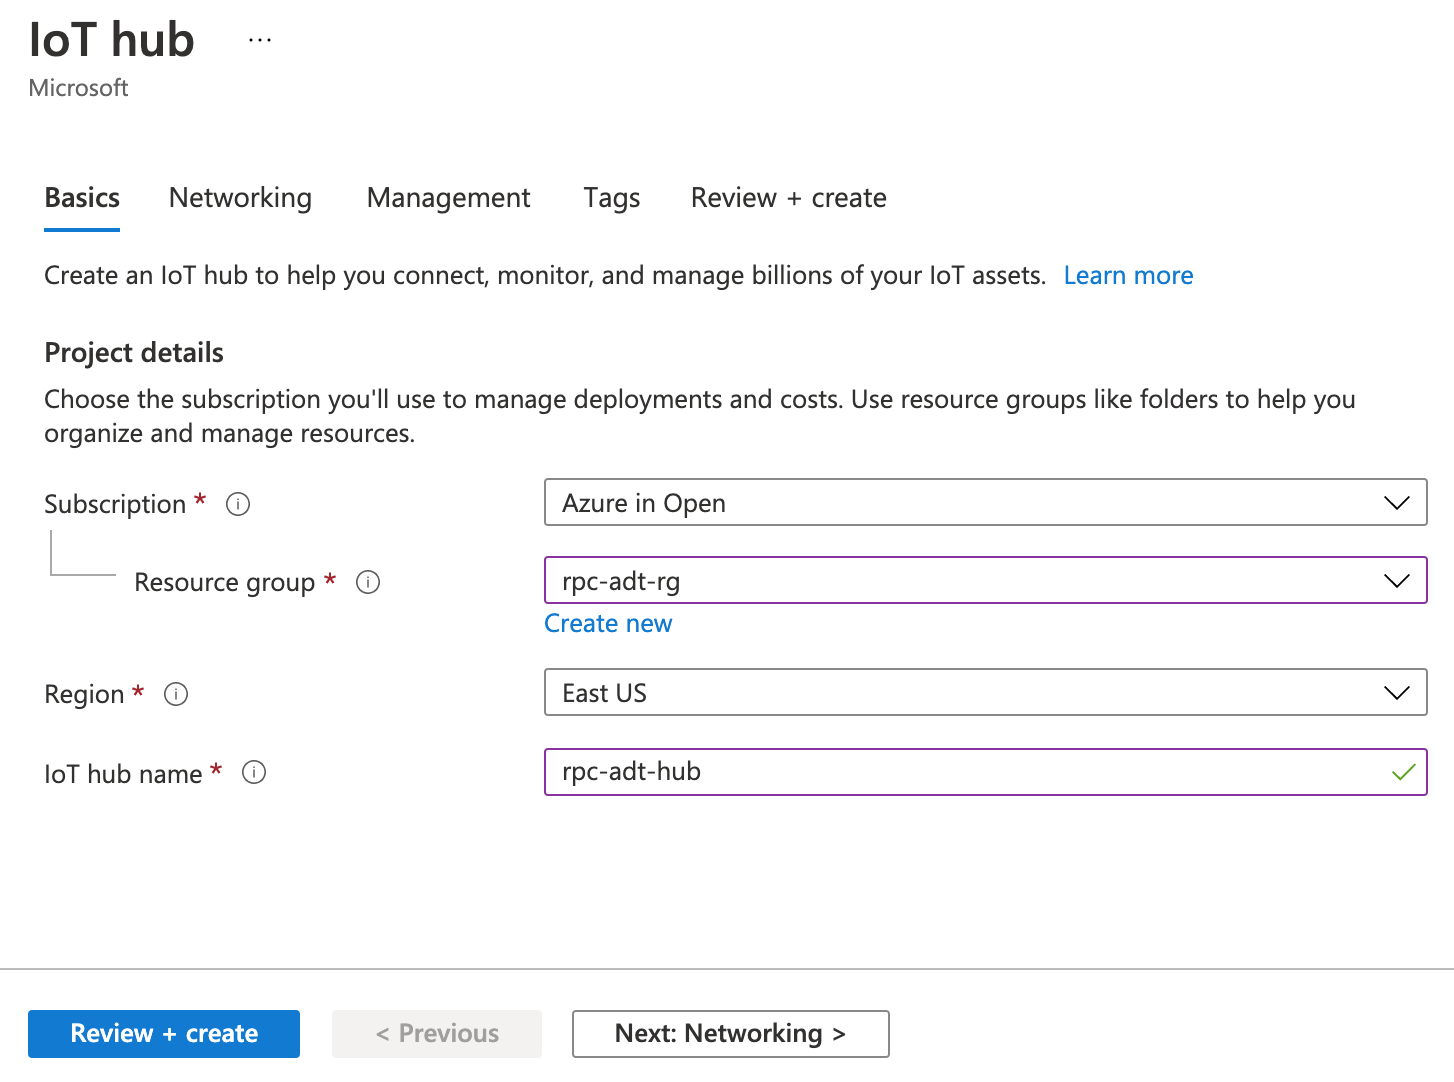 IoT hub ...
Microsoft
Basics Networking Management Tags Review + create
Create an IoT hub to help you connect, monitor, and manage billions of your IoT assets. Learn more
Project details
Choose the subscription you'll use to manage deployments and costs. Use resource groups like folders to help you
organize and manage resources.
Subscription * Azure in Open
Resource group * rpc-adt-rg
Create new
Region * East US
IoT hub name * rpc-adt-hub
Review + create < Previous Next: Networking >